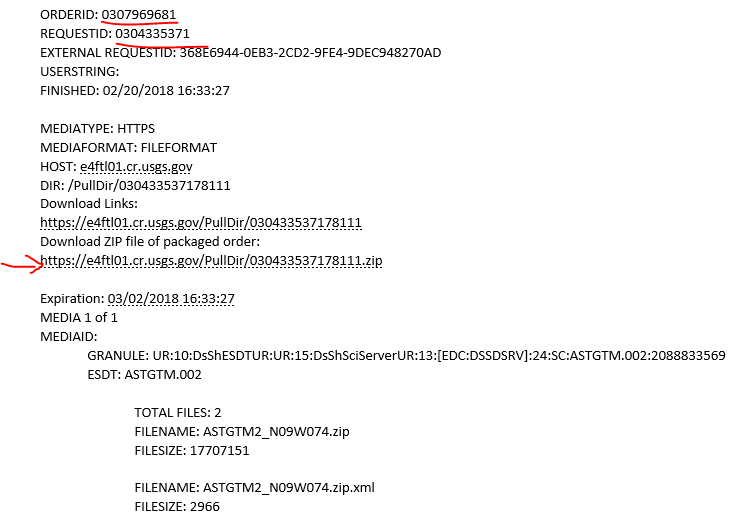 ORDERID: 0307969681
REQUESTID: 0304335371
EXTERNAL REQUESTID: 368E6944-0EB3-2CD2-9FE4-9DEC948270AD
USERSTRING:
FINISHED: 02/20/2018 16:33:27
MEDIATYPE: HTTPS
MEDIAFORMAT: FILEFORMAT
HOST: e4ftl01.cr.usgs.gov
DIR: /PullDir/030433537178111
Download Links:
https://e4ftl01.cr.usgs.gov/PullDir/030433537178111
Download ZIP file of packaged order:
https://e4ftl01.cr.usgs.gov/PullDir/030433537178111.zip
Expiration: 03/02/2018 16:33:27
MEDIA 1 of 1
MEDIAID:
GRANULE: UR:10:DsShESDTUR:UR:15:DsShSciServerUR:13:[EDC:DSSDSRV]:24:SC:ASTGTM.002:2088833569
ESDT: ASTGTM.002
TOTAL FILES: 2
FILENAME: ASTGTM2_N09W074.zip
FILESIZE: 17707151
FILENAME: ASTGTM2_N09W074.zip.xml
FILESIZE: 2966